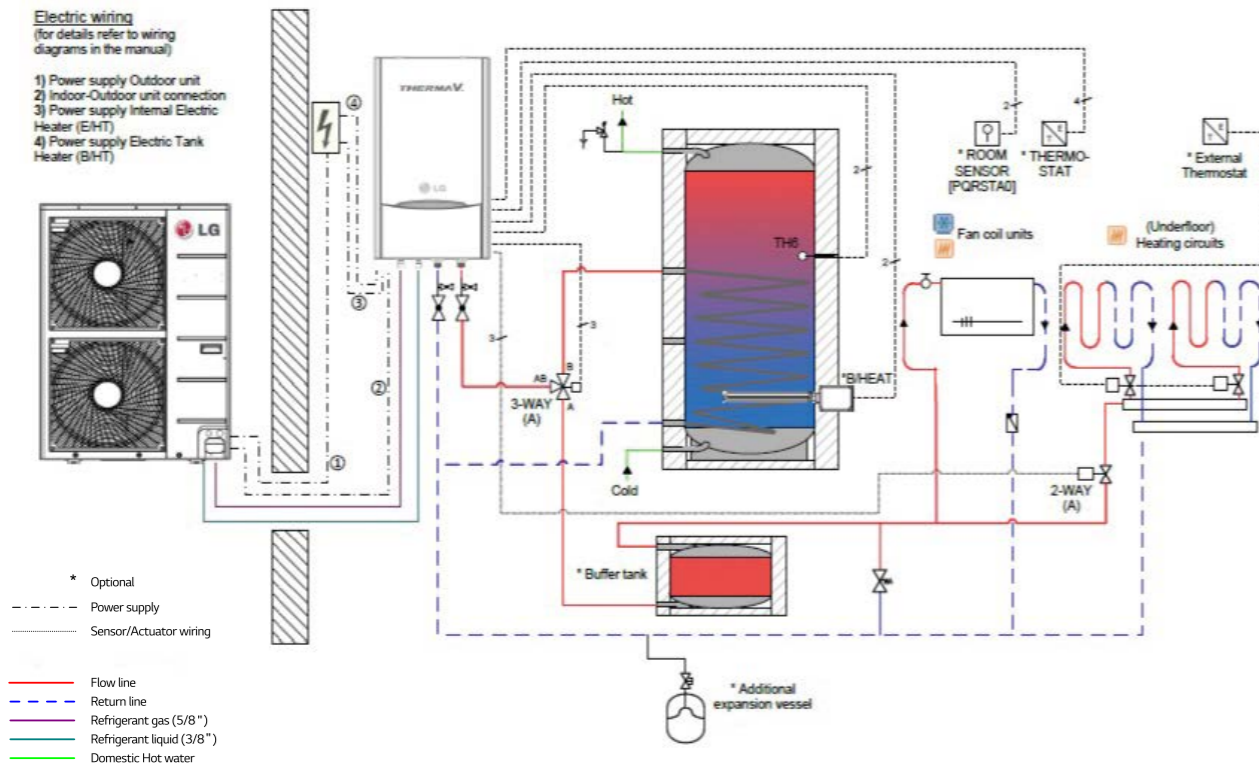 Electric wiring
(for details refer to wiring
diagrams in the manual)
1) Power supply Outdoor unit
2) Indoor-Outdoor unit connection
3) Power supply Internal Electric
Heater (E/HT)
4) Power supply Electric Tank
Heater (B/HT)
④
THERMA V.
LG
LG
③
②
①
Hot
TH6
2
2
2
4
* ROOM
SENSOR
[PQRSTA0]
T E
* THERMO-
STAT
T E
* External
Thermostat
Fan coil units
(Underfloor)
Heating circuits
3
3
B
AB
A
3-WAY
(A)
*B/HEAT
Cold
2-WAY
(A)
* Buffer tank
* Additional
expansion vessel
* Optional
Power supply
Sensor/Actuator wiring
Flow line
Return line
Refrigerant gas (5/8")
Refrigerant liquid (3/8")
Domestic Hot water